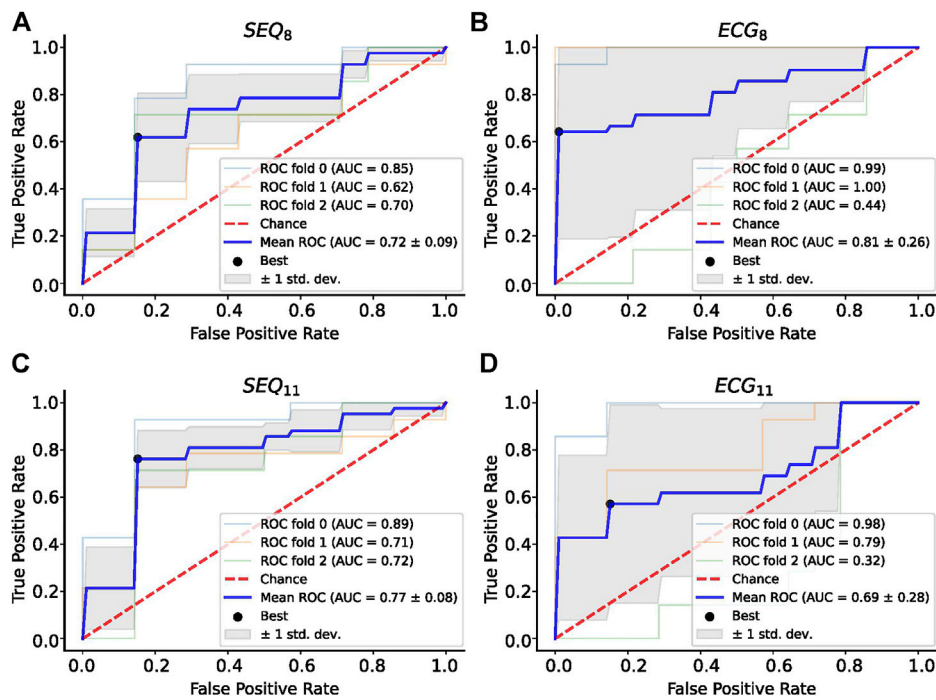 A
SEQ8
True Positive Rate
1.0
0.8
0.6
0.4
0.2
0.0
ROC fold 0 (AUC = 0.85)
ROC fold 1 (AUC = 0.62)
ROC fold 2 (AUC = 0.70)
Chance
Mean ROC (AUC = 0.72 ± 0.09)
Best
± 1 std. dev.
0.0 0.2 0.4 0.6 0.8 1.0
False Positive Rate
B
ECG8
True Positive Rate
1.0
0.8
0.6
0.4
0.2
0.0
ROC fold 0 (AUC = 0.99)
ROC fold 1 (AUC = 1.00)
ROC fold 2 (AUC = 0.44)
Chance
Mean ROC (AUC = 0.81 ± 0.26)
Best
± 1 std. dev.
0.0 0.2 0.4 0.6 0.8 1.0
False Positive Rate
C
SEQ11
True Positive Rate
1.0
0.8
0.6
0.4
0.2
0.0
ROC fold 0 (AUC = 0.89)
ROC fold 1 (AUC = 0.71)
ROC fold 2 (AUC = 0.72)
Chance
Mean ROC (AUC = 0.77 ± 0.08)
Best
± 1 std. dev.
0.0 0.2 0.4 0.6 0.8 1.0
False Positive Rate
D
ECG11
True Positive Rate
1.0
0.8
0.6
0.4
0.2
0.0
ROC fold 0 (AUC = 0.98)
ROC fold 1 (AUC = 0.79)
ROC fold 2 (AUC = 0.32)
Chance
Mean ROC (AUC = 0.69 ± 0.28)
Best
± 1 std. dev.
0.0 0.2 0.4 0.6 0.8 1.0
False Positive Rate